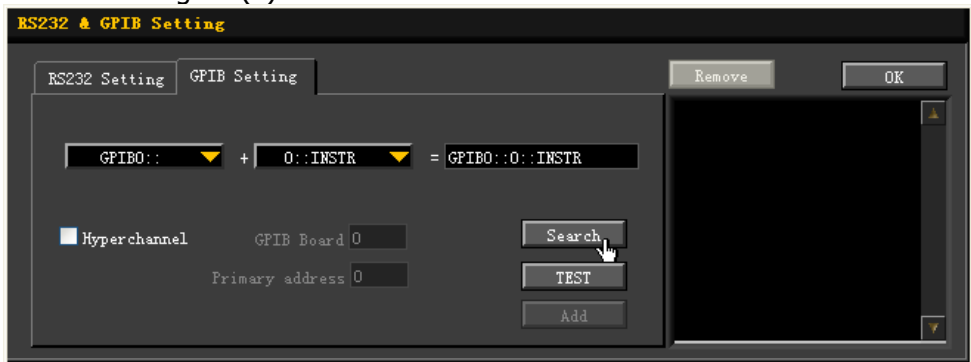 RS232 & GPIB Setting
RS232 Setting GPIB Setting Remove OK
GPIB0:: + 0::INSTR = GPIB0::0::INSTR
Hyperchannel GPIB Board 0 Search
Primary address 0 TEST
Add